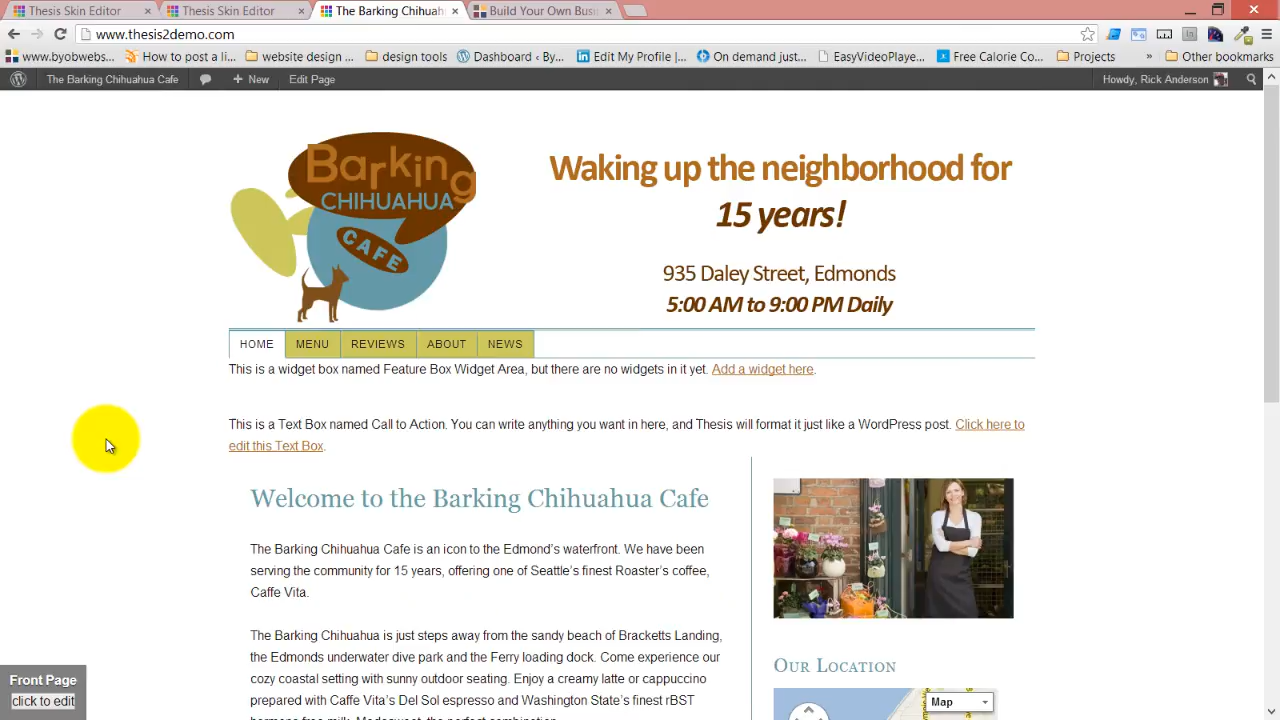 Thesis Skin Editor
Thesis Skin Editor
The Barking Chihuah
Build Your Own Busi
www.thesis2demo.com
www.byobwebs...
How to post a li...
website design ...
design tools
Dashboard ‹ By...
Edit My Profile |...
On demand just...
EasyVideoPlaye...
Free Calorie Co...
Projects
»
Other bookmarks
The Barking Chihuahua Cafe
+ New
Edit Page
Howdy, Rick Anderson
Barking
CHIHUAHUA
CAFE
Waking up the neighborhood for
15 years!
935 Daley Street, Edmonds
5:00 AM to 9:00 PM Daily
HOME MENU REVIEWS ABOUT NEWS
This is a widget box named Feature Box Widget Area, but there are no widgets in it yet. Add a widget here.
This is a Text Box named Call to Action. You can write anything you want in here, and Thesis will format it just like a WordPress post. Click here to
edit this Text Box.
Welcome to the Barking Chihuahua Cafe
The Barking Chihuahua Cafe is an icon to the Edmond's waterfront. We have been
serving the community for 15 years, offering one of Seattle's finest Roaster's coffee,
Caffe Vita.
The Barking Chihuahua is just steps away from the sandy beach of Bracketts Landing,
the Edmonds underwater dive park and the Ferry loading dock. Come experience our
cozy coastal setting with sunny outdoor seating. Enjoy a creamy latte or cappuccino
prepared with Caffe Vita's Del Sol espresso and Washington State's finest rBST
Our Location
Map
Front Page
click to edit